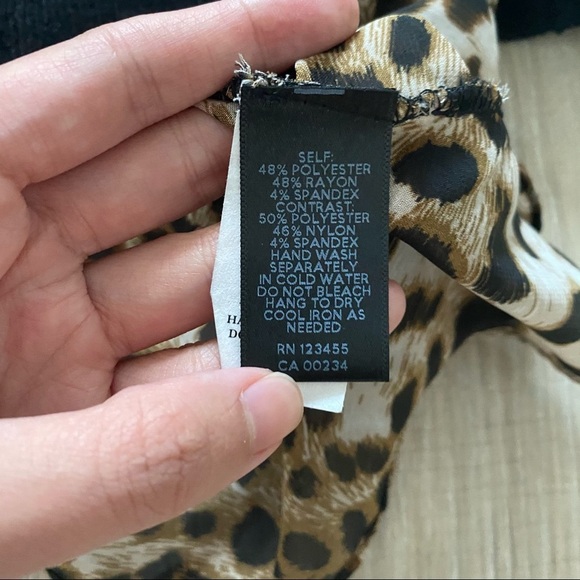 SELF:
48% POLYESTER
48% RAYON
4% SPANDEX
CONTRAST:
50% POLYESTER
46% NYLON
4% SPANDEX
HAND WASH
SEPARATELY
IN COLD WATER
DO NOT BLEACH
HANG TO DRY
COOL IRON AS
NEEDED
RN 123455
CA 00234